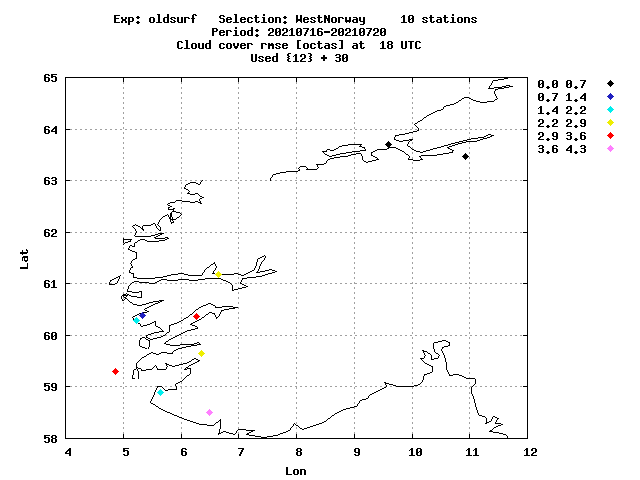 Exp: oldsurf   Selection: WestNorway     10 stations
Period: 20210716-20210720
Cloud cover rmse [octas] at  18 UTC
Used {12} + 30
65
64
63
62
61
60
59
58
Lat
4 5 6 7 8 9 10 11 12
Lon
0.0 0.7
0.7 1.4
1.4 2.2
2.2 2.9
2.9 3.6
3.6 4.3